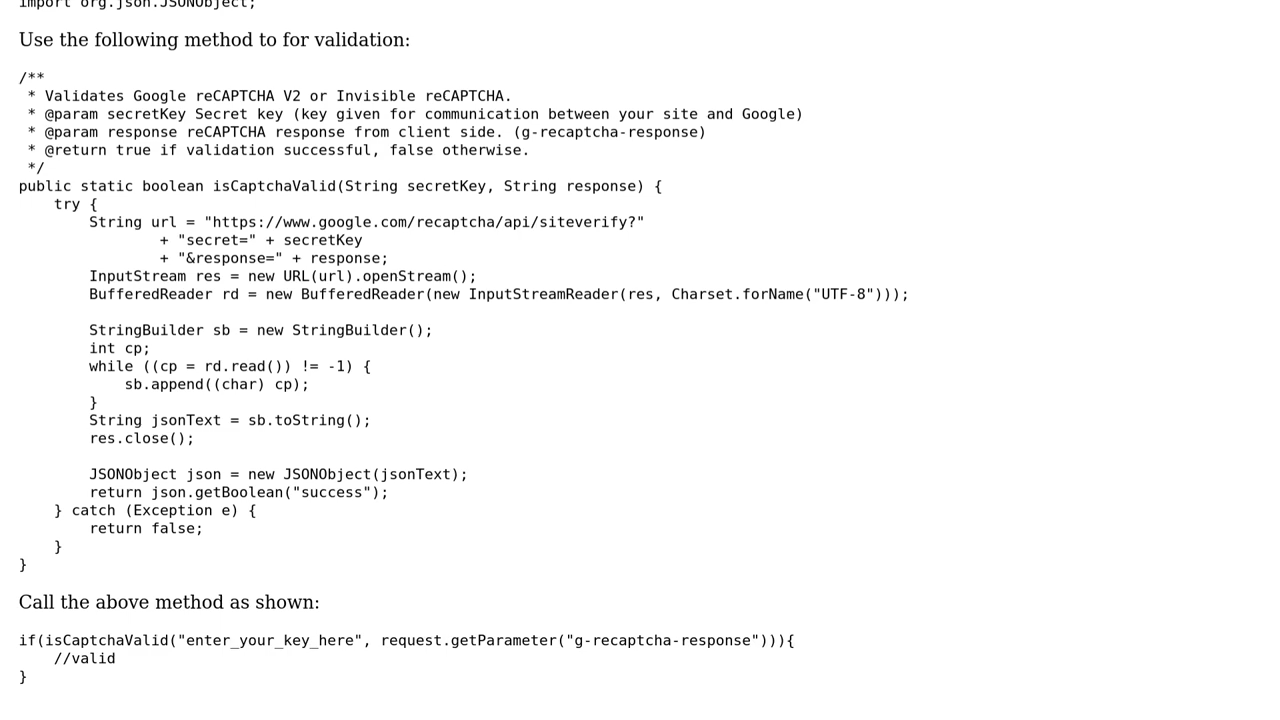 import org.json.JSONObject;
Use the following method to for validation:
/**
 * Validates Google reCAPTCHA V2 or Invisible reCAPTCHA.
 * @param secretKey Secret key (key given for communication between your site and Google)
 * @param response reCAPTCHA response from client side. (g-recaptcha-response)
 * @return true if validation successful, false otherwise.
 */
public static boolean isCaptchaValid(String secretKey, String response) {
    try {
        String url = "https://www.google.com/recaptcha/api/siteverify?"
                + "secret=" + secretKey
                + "&response=" + response;
        InputStream res = new URL(url).openStream();
        BufferedReader rd = new BufferedReader(new InputStreamReader(res, Charset.forName("UTF-8")));

        StringBuilder sb = new StringBuilder();
        int cp;
        while ((cp = rd.read()) != -1) {
            sb.append((char) cp);
        }
        String jsonText = sb.toString();
        res.close();

        JSONObject json = new JSONObject(jsonText);
        return json.getBoolean("success");
    } catch (Exception e) {
        return false;
    }
}
Call the above method as shown:
if(isCaptchaValid("enter_your_key_here", request.getParameter("g-recaptcha-response"))){
    //valid
}